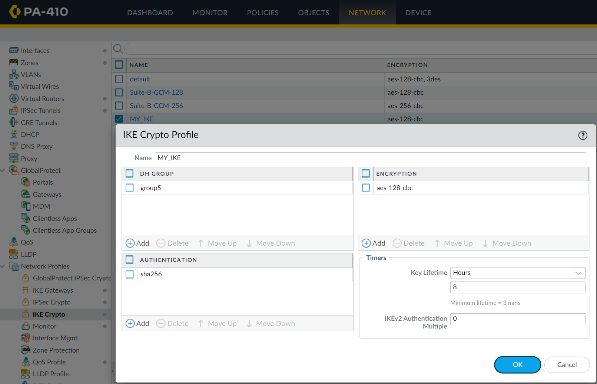 PA-410
DASHBOARD MONITOR POLICIES OBJECTS NETWORK DEVICE
Interfaces
Zones
VLANs
Virtual Wires
Virtual Routers
IPSec Tunnels
GRE Tunnels
DHCP
DNS Proxy
Proxy
GlobalProtect
Portals
Gateways
MDM
Clientless Apps
Clientless App Groups
QoS
LLDP
Network Profiles
GlobalProtect IPSec Crypto
IKE Gateways
IPSec Crypto
IKE Crypto
Monitor
Interface Mgmt
Zone Protection
QoS Profile
LLDP Profile
NAME ENCRYPTION
default aes-128-cbc, 3des
Suite-B-GCM-128 aes-128-cbc
Suite-B-GCM-256 aes-256-cbc
MY_IKE aes-128-cbc
IKE Crypto Profile
Name MY_IKE
DH GROUP
group5
Add Delete Move Up Move Down
ENCRYPTION
aes-128-cbc
Add Delete Move Up Move Down
AUTHENTICATION
sha256
Add Delete Move Up Move Down
Timers
Key Lifetime Hours
8
Minimum lifetime = 3 mins
IKEv2 Authentication 0
Multiple
OK Cancel